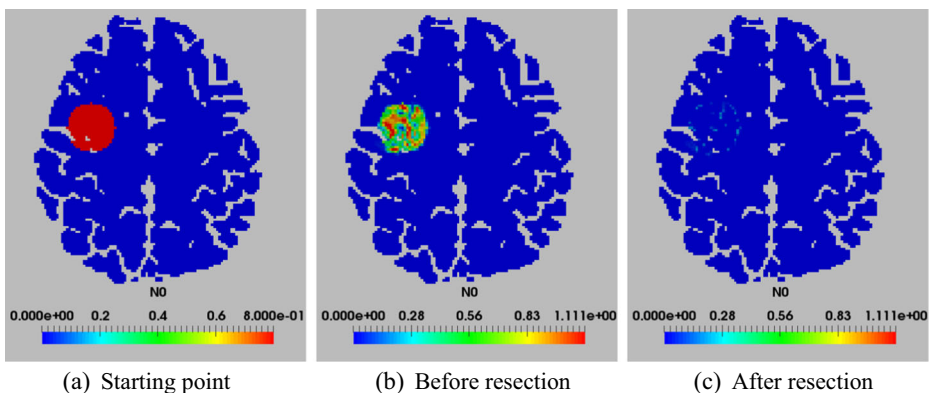 N0
0.000e+00 0.2 0.4 0.6 8.000e-01
(a) Starting point
N0
0.000e+00 0.28 0.56 0.83 1.111e+00
(b) Before resection
N0
0.000e+00 0.28 0.56 0.83 1.111e+00
(c) After resection